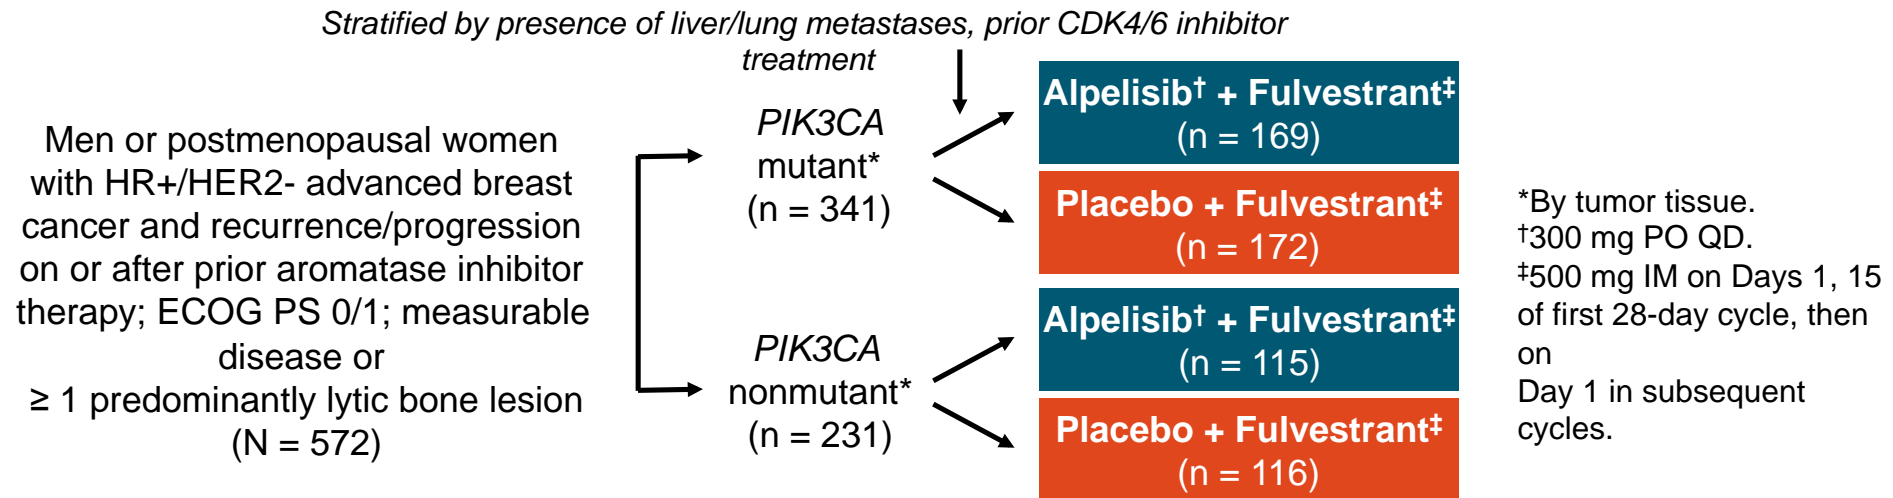 Stratified by presence of liver/lung metastases, prior CDK4/6 inhibitor
treatment
Men or postmenopausal women
with HR+/HER2- advanced breast
cancer and recurrence/progression
on or after prior aromatase inhibitor
therapy; ECOG PS 0/1; measurable
disease or
≥ 1 predominantly lytic bone lesion
(N = 572)
PIK3CA
mutant*
(n = 341)
PIK3CA
nonmutant*
(n = 231)
Alpelisib† + Fulvestrant‡
(n = 169)
Placebo + Fulvestrant‡
(n = 172)
Alpelisib† + Fulvestrant‡
(n = 115)
Placebo + Fulvestrant‡
(n = 116)
*By tumor tissue.
†300 mg PO QD.
‡500 mg IM on Days 1, 15
of first 28-day cycle, then
on
Day 1 in subsequent
cycles.